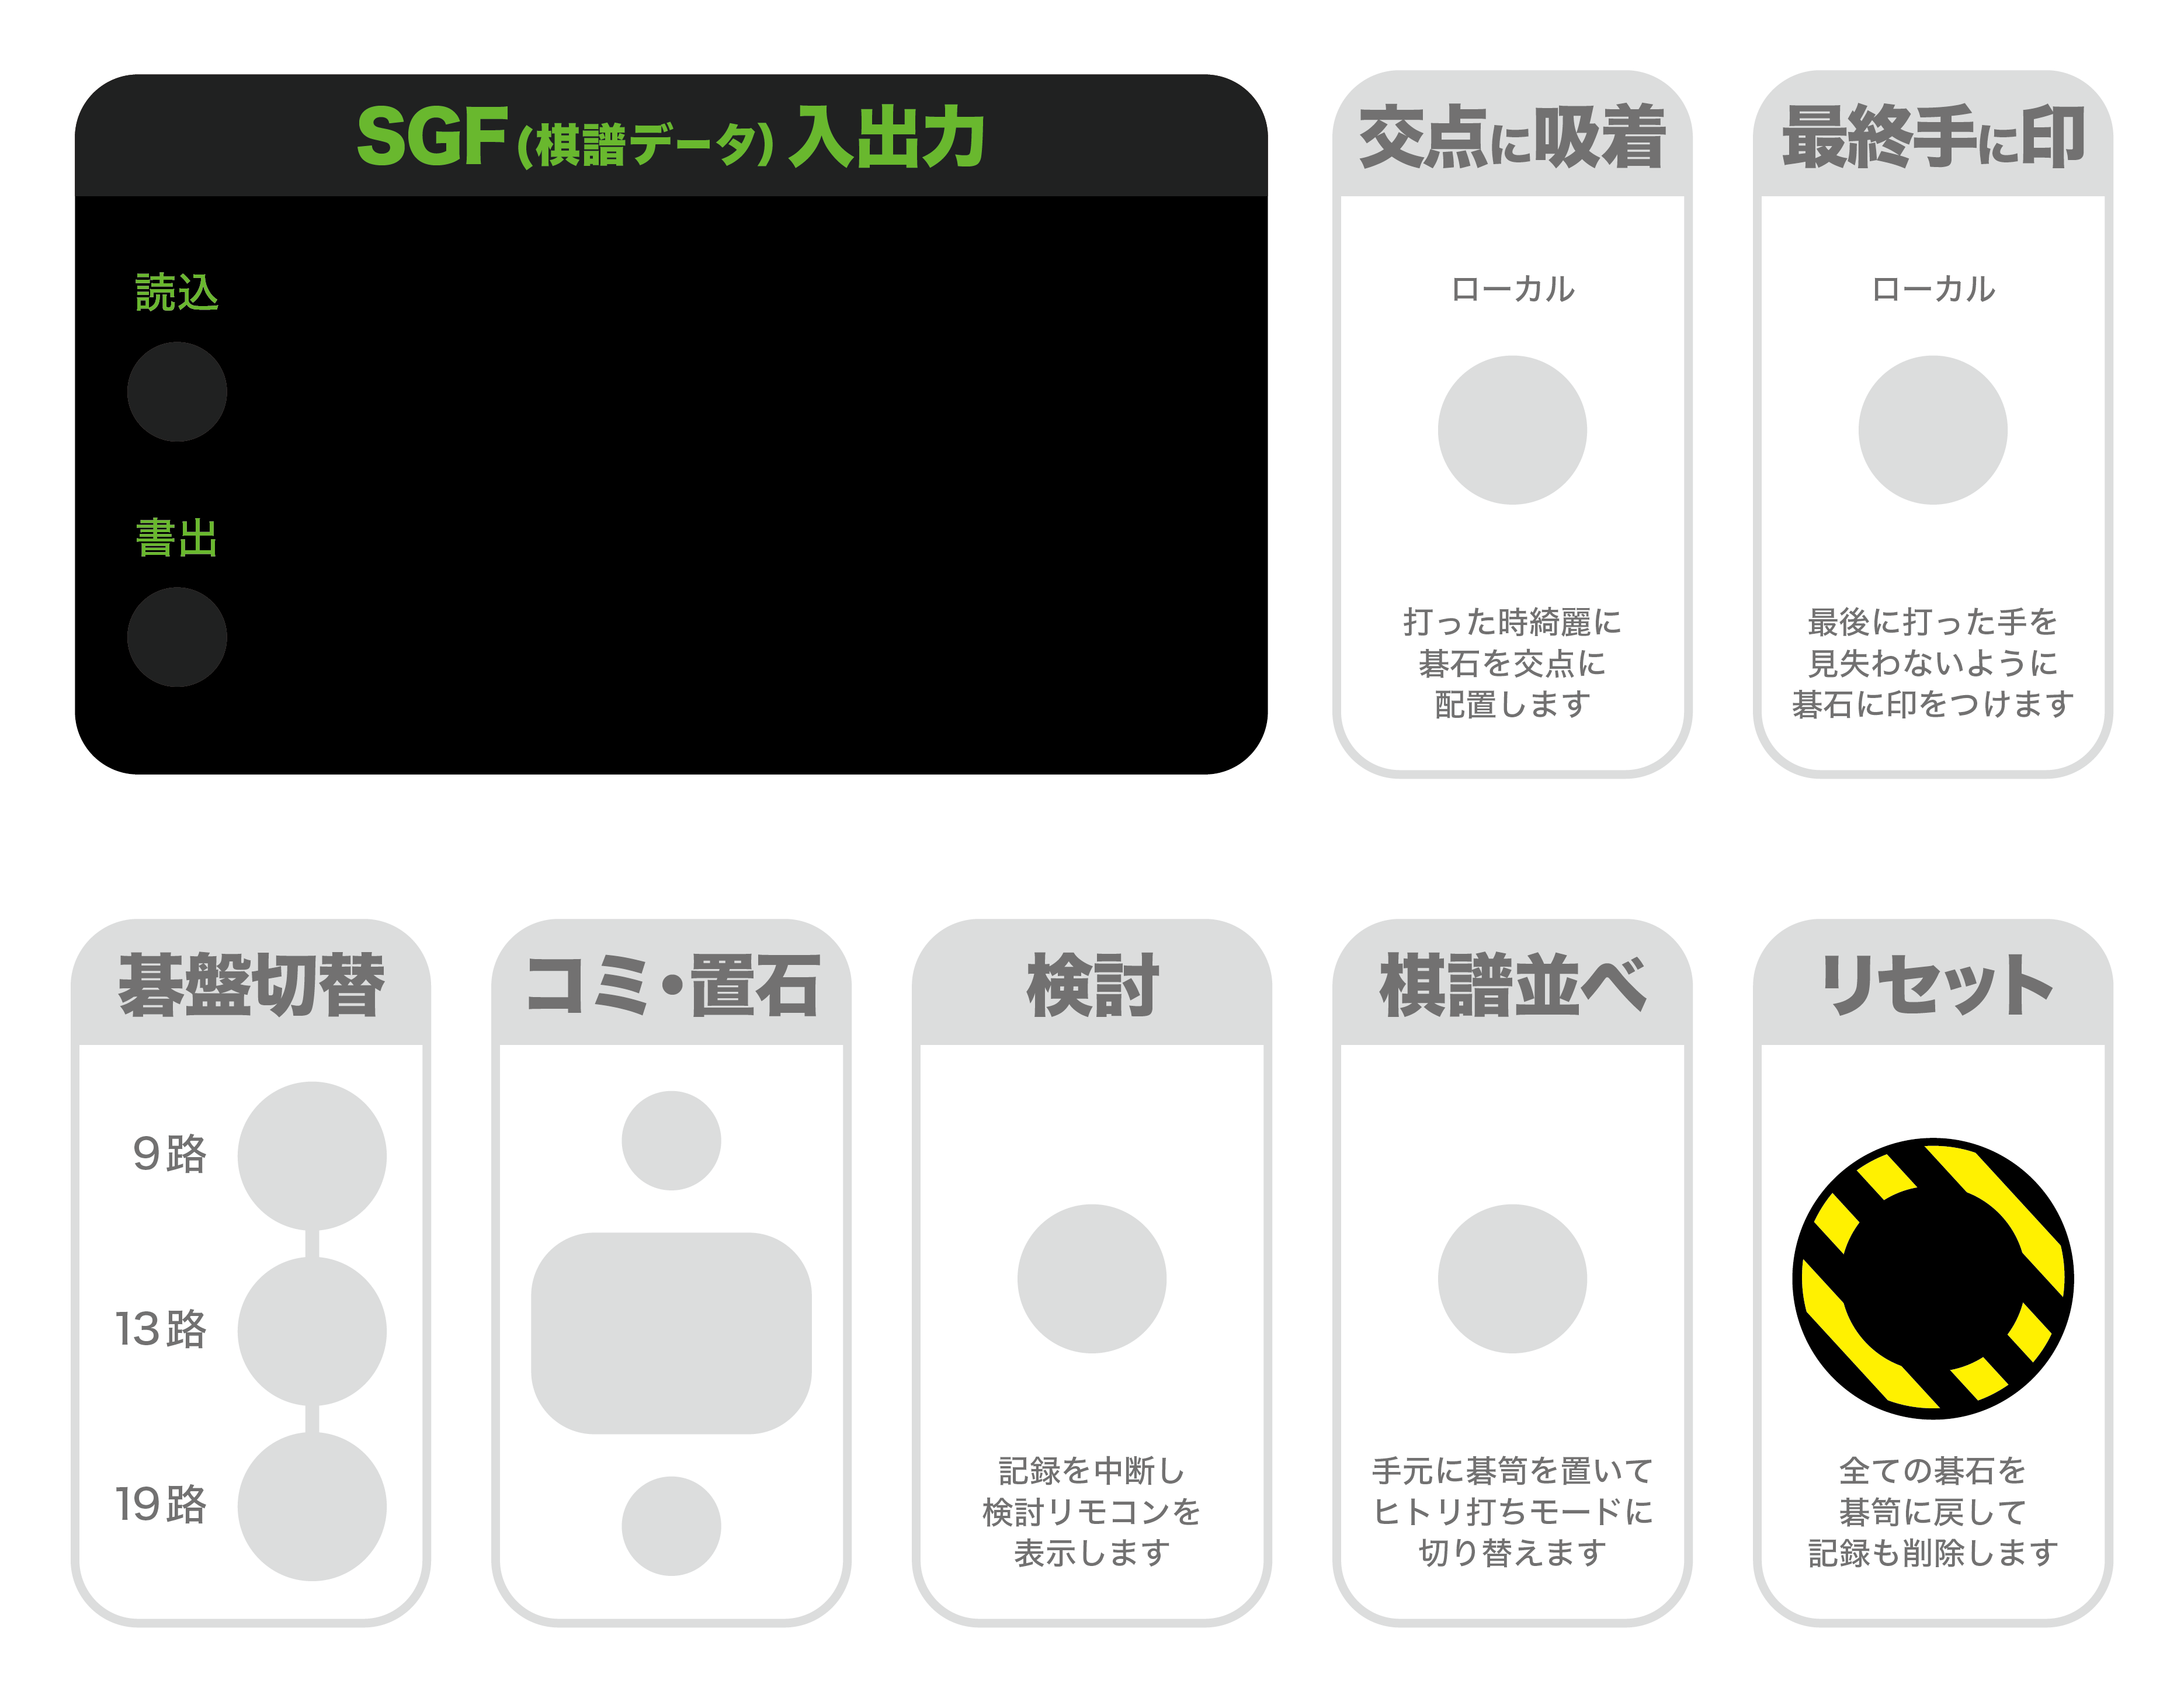 SGF(棋譜データ)入出力
読込
書出
交点に吸着
ローカル
打った時綺麗に
碁石を交点に
配置します
最終手に印
ローカル
最後に打った手を
見失わないように
碁石に印をつけます
碁盤切替
9路
13路
19路
コミ・置石
検討
記録を中断し
検討リモコンを
表示します
棋譜並べ
手元に碁笥を置いて
ヒトリ打ちモードに
切り替えます
リセット
全ての碁石を
碁笥に戻して
記録も削除します